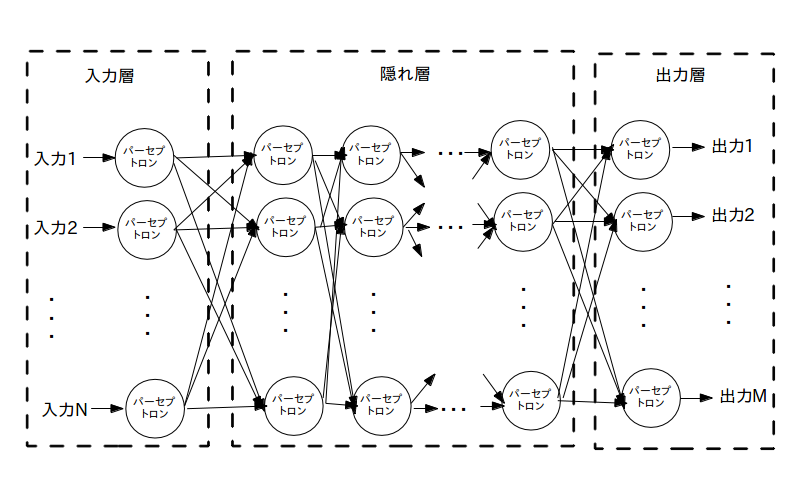 入力層
隠れ層
出力層
入力1
パーセプ
トロン
パーセプ
トロン
パーセプ
トロン
...
パーセプ
トロン
パーセプ
トロン
出力1
入力2
パーセプ
トロン
パーセプ
トロン
パーセプ
トロン
...
パーセプ
トロン
パーセプ
トロン
出力2
入力N
パーセプ
トロン
パーセプ
トロン
パーセプ
トロン
...
パーセプ
トロン
パーセプ
トロン
出力M